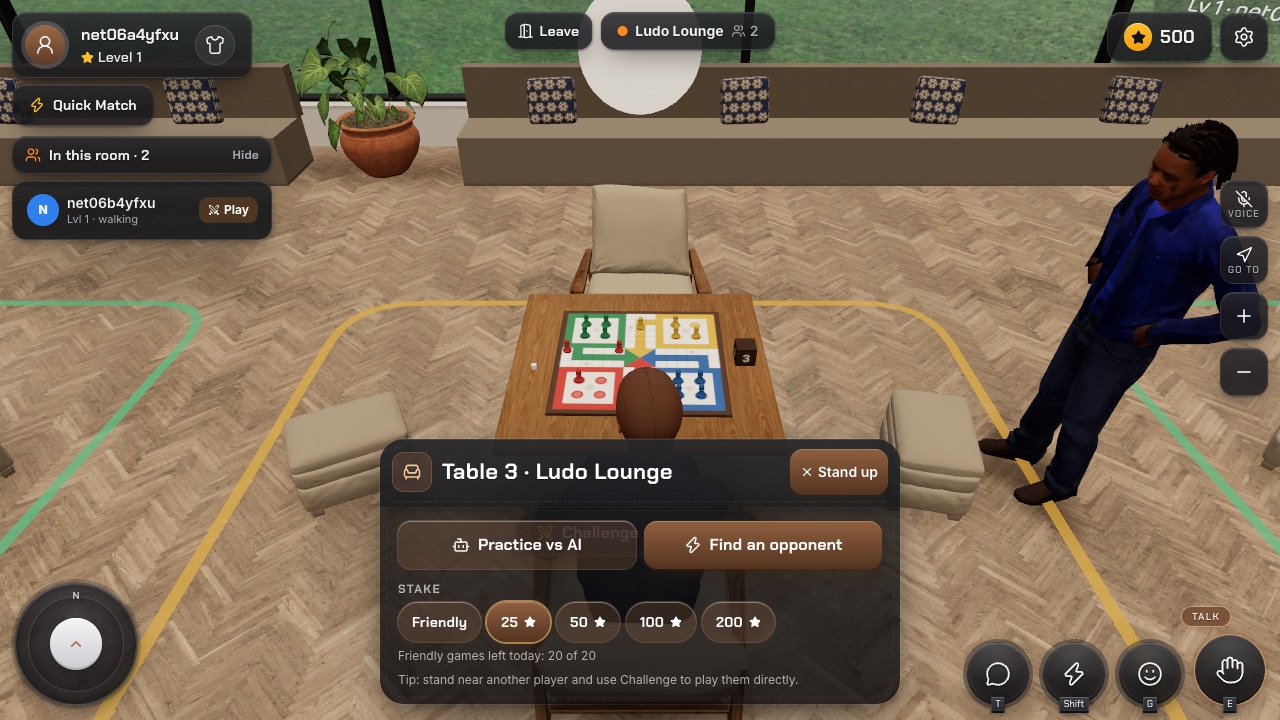 net06a4yfxu
Level 1
Leave
Ludo Lounge 2
500
Quick Match
In this room · 2
Hide
N
net06b4yfxu
Lvl 1 · walking
Play
VOICE
GO TO
3
Table 3 · Ludo Lounge
Stand up
Challenge
Practice vs AI
Find an opponent
STAKE
Friendly
25
50
100
200
Friendly games left today: 20 of 20
Tip: stand near another player and use Challenge to play them directly.
N
TALK
T
Shift
G
E